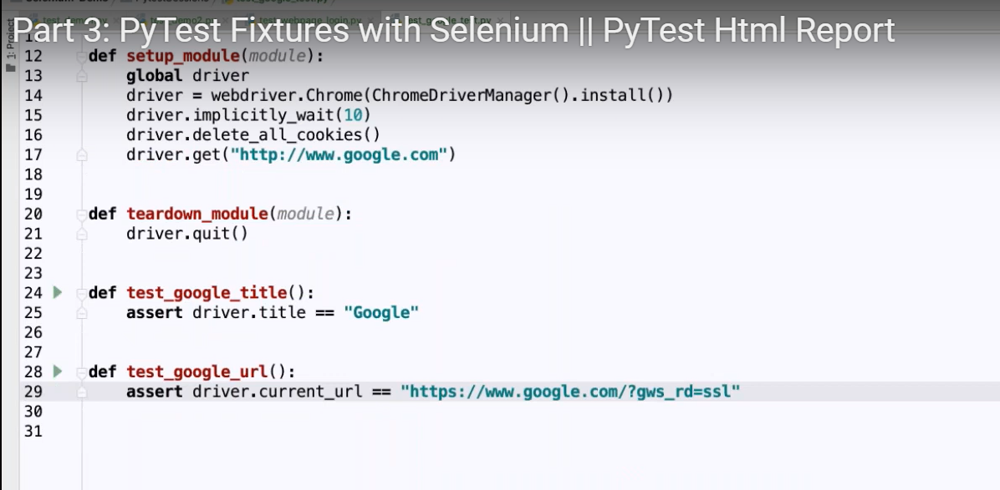 Part 3: PyTest Fixtures with Selenium || PyTest Html Report
1: Project
12 def setup_module(module):
13 global driver
14 driver = webdriver.Chrome(ChromeDriverManager().install())
15 driver.implicitly_wait(10)
16 driver.delete_all_cookies()
17 driver.get("http://www.google.com")
18
19
20 def teardown_module(module):
21 driver.quit()
22
23
24 def test_google_title():
25 assert driver.title == "Google"
26
27
28 def test_google_url():
29 assert driver.current_url == "https://www.google.com/?gws_rd=ssl"
30
31